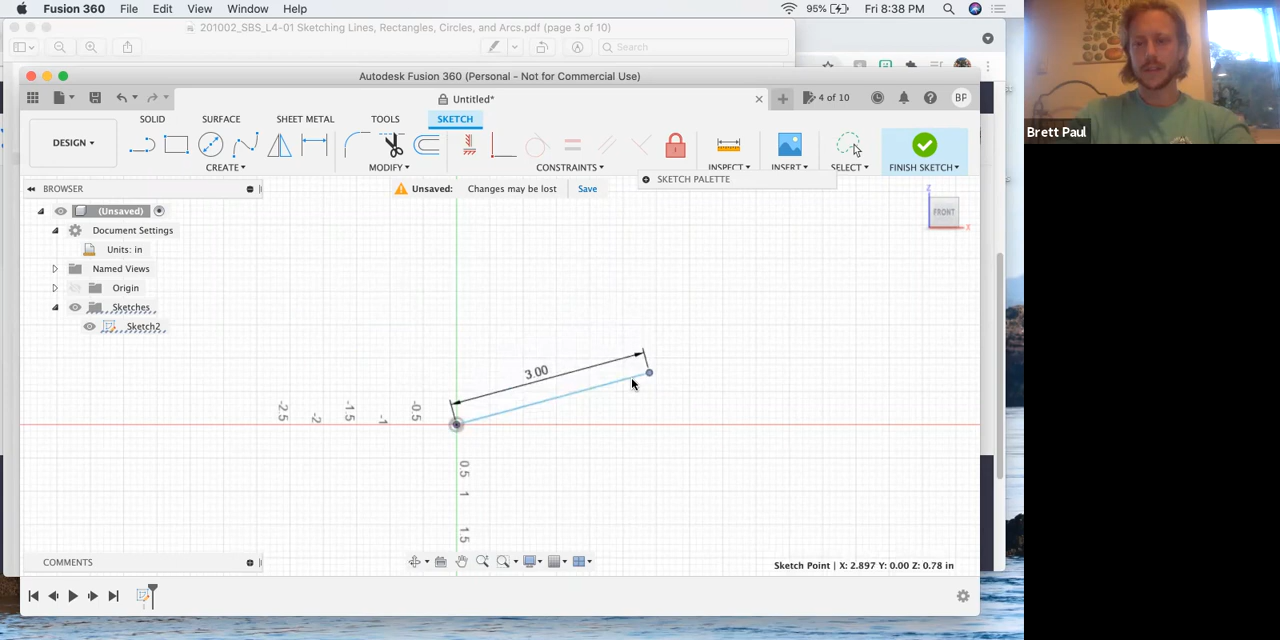 Fusion 360 File Edit View Window Help 95% Fri 8:38 PM
201002_SBS_L4-01 Sketching Lines, Rectangles, Circles, and Arcs.pdf (page 3 of 10)
Search
Autodesk Fusion 360 (Personal - Not for Commercial Use)
Untitled* 4 of 10 BP
SOLID SURFACE SHEET METAL TOOLS SKETCH
DESIGN
CREATE MODIFY CONSTRAINTS INSPECT INSERT SELECT FINISH SKETCH
BROWSER
Unsaved: Changes may be lost Save
SKETCH PALETTE
(Unsaved)
Document Settings
Units: in
Named Views
Origin
Sketches
Sketch2
Z
FRONT
X
3.00
-2.5 -2 -1.5 -1 -0.5
0.5
1
1.5
COMMENTS
Sketch Point | X: 2.897 Y: 0.00 Z: 0.78 in
Brett Paul